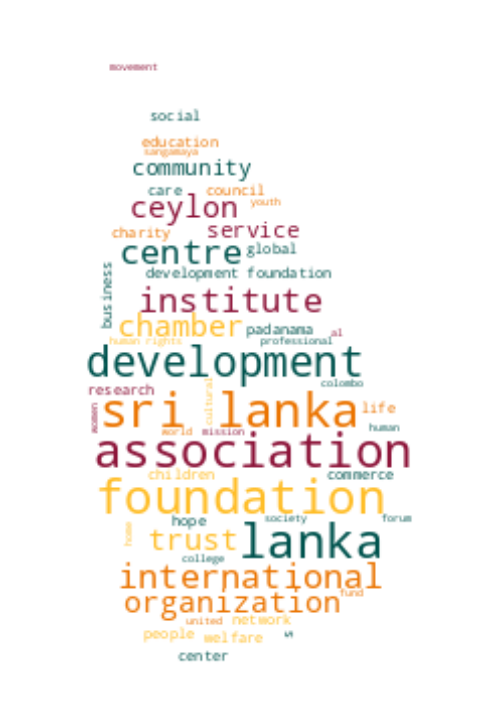 movement
social
education
sangamaya
community
care council
youth
ceylon
service
charity
centre global
development foundation
business
institute
chamber padanama al
human rights professional
development
colombo
research
cultural
sri lanka life
women
human
world mission
association
children commerce
foundation
hope society forum
home
trust lanka
college
international
fund
organization
united network
people welfare
center